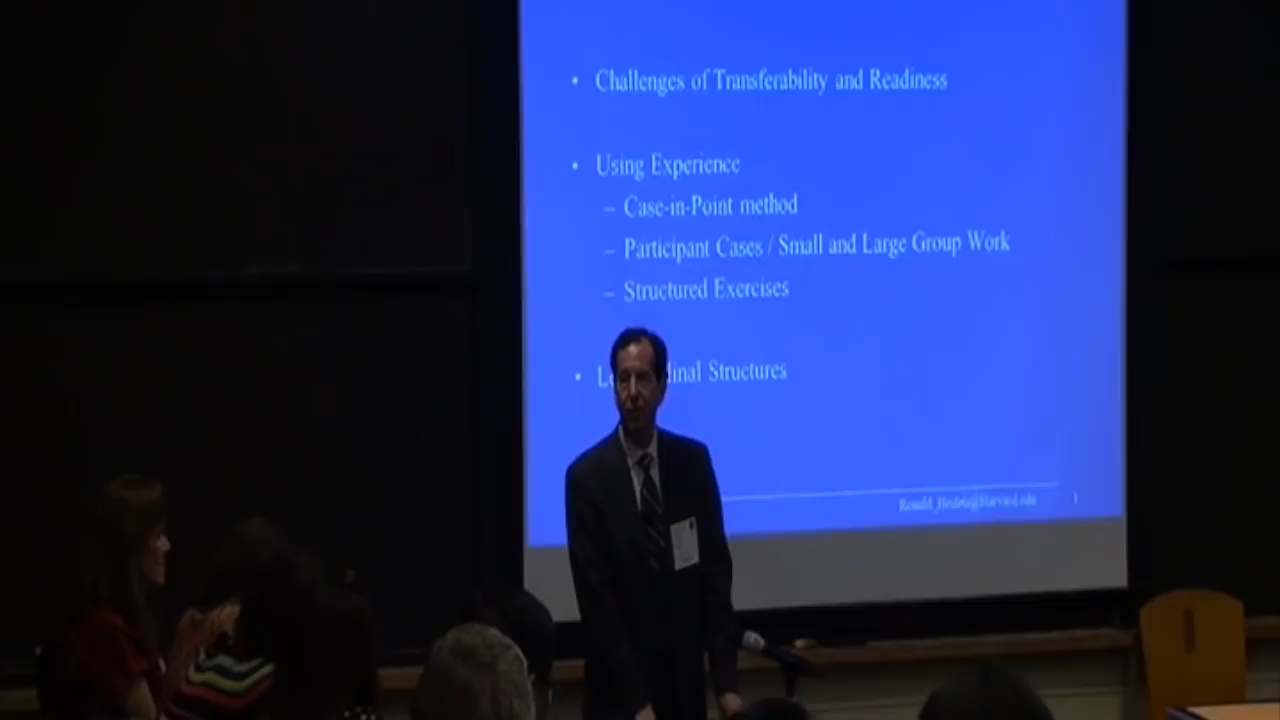 • Challenges of Transferability and Readiness
• Using Experience
– Case-in-Point method
– Participant Cases / Small and Large Group Work
– Structured Exercises
• L inal Structures
1